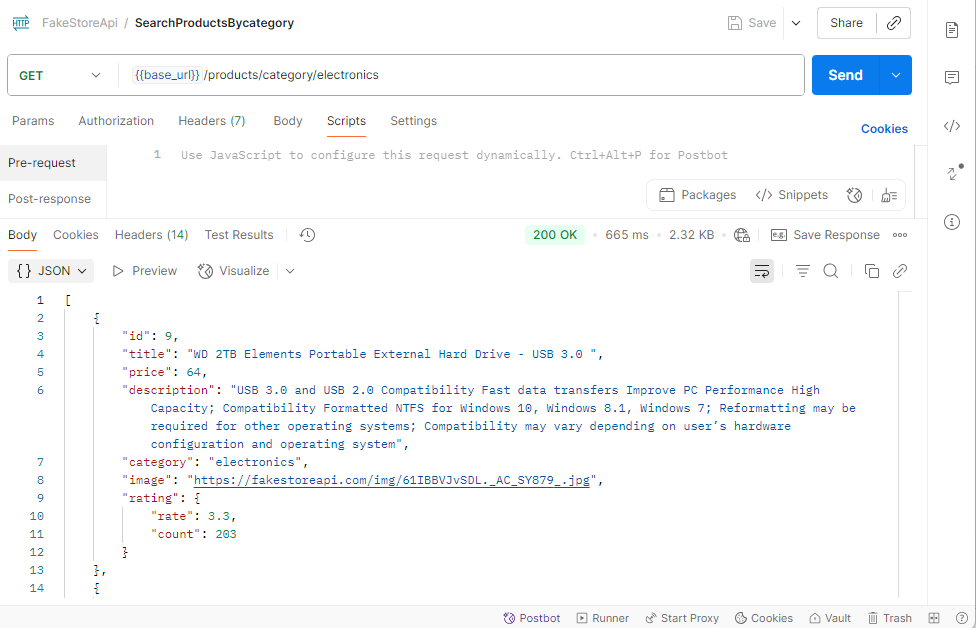 HTTP FakeStoreApi / SearchProductsBycategory Save Share
GET {{base_url}} /products/category/electronics Send
Params Authorization Headers (7) Body Scripts Settings Cookies
Pre-request
Post-response
1 Use JavaScript to configure this request dynamically. Ctrl+Alt+P for Postbot
Packages </> Snippets
Body Cookies Headers (14) Test Results 200 OK • 665 ms • 2.32 KB • e.g. Save Response
{} JSON Preview Visualize
1 [
2 {
3 "id": 9,
4 "title": "WD 2TB Elements Portable External Hard Drive - USB 3.0 ",
5 "price": 64,
6 "description": "USB 3.0 and USB 2.0 Compatibility Fast data transfers Improve PC Performance High
Capacity; Compatibility Formatted NTFS for Windows 10, Windows 8.1, Windows 7; Reformatting may be
required for other operating systems; Compatibility may vary depending on user’s hardware
configuration and operating system",
7 "category": "electronics",
8 "image": "https://fakestoreapi.com/img/61IBBVJvSDL._AC_SY879_.jpg",
9 "rating": {
10 "rate": 3.3,
11 "count": 203
12 }
13 },
14 {
Postbot Runner Start Proxy Cookies Vault Trash